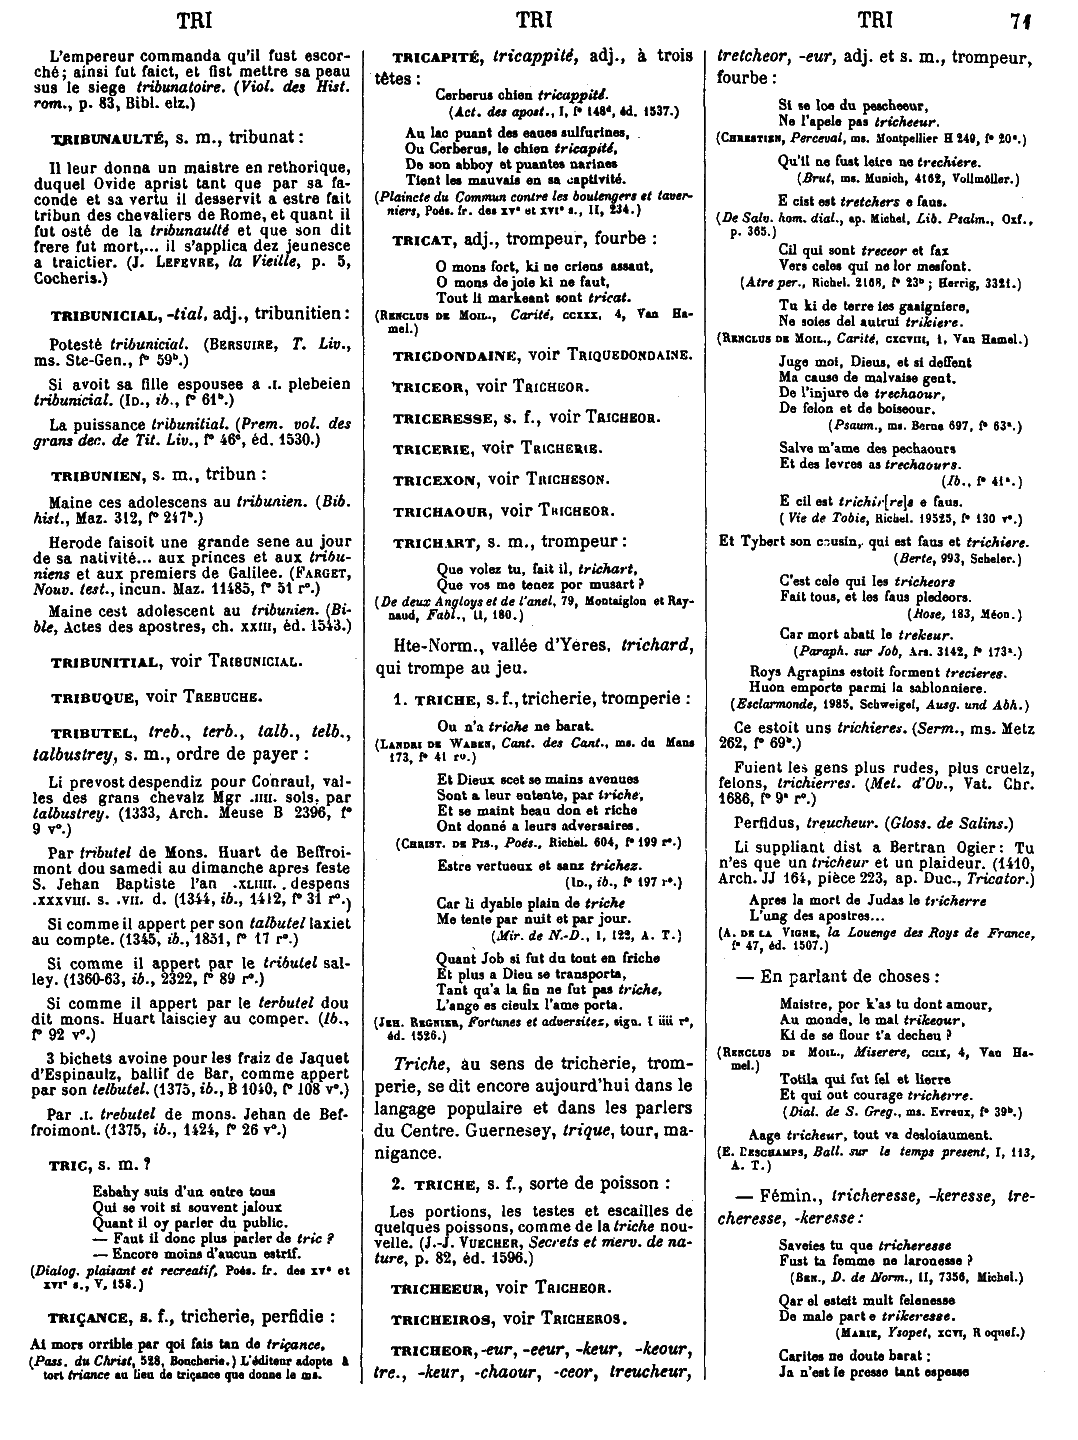 TRI
TRI
TRI 71
L'empereur commanda qu'il fust escor-
ché; ainsi fut faict, et fist mettre sa peau
sus le siege tribunatoire. (Viol. des Hist.
rom., p. 83, Bibl. elz.)
TRIBUNAULTÉ, s. m., tribunat :
Il leur donna un maistre en rethorique,
duquel Ovide aprist tant que par sa fa-
conde et sa vertu il desservit a estre fait
tribun des chevaliers de Rome, et quant il
fut osté de la tribunaulté et que son dit
frere fut mort,... il s'applica dez jeunesce
a traictier. (J. LEFEVRE, la Vieille, p. 5,
Cocheris.)
TRIBUNICIAL, -tial, adj., tribunitien :
Potesté tribunicial. (BERSUIRE, T. Liv.,
ms. Ste-Gen., f° 59ᵇ.)
Si avoit sa fille espousee a .I. plebeien
tribunicial. (ID., ib., f° 61ᵇ.)
La puissance tribunitial. (Prem. vol. des
grans dec. de Tit. Liv., f° 46ᵈ, éd. 1530.)
TRIBUNIEN, s. m., tribun :
Maine ces adolescens au tribunien. (Bib.
hist., Maz. 312, f° 247ᵇ.)
Herode faisoit une grande sene au jour
de sa nativité... aux princes et aux tribu-
niens et aux premiers de Galilee. (FARGET,
Nouv. test., incun. Maz. 11485, f° 51 r°.)
Maine cest adolescent au tribunien. (Bi-
ble, Actes des apostres, ch. XXIII, éd. 1543.)
TRIBUNITIAL, voir TRIBUNICIAL.
TRIBUQUE, voir TREBUCHE.
TRIBUTEL, treb., terb., talb., telb.,
talbustrey, s. m., ordre de payer :
Li prevost despendiz pour Conraul, val-
les des grans chevalz Mgr .IIII. sols, par
talbustrey. (1333, Arch. Meuse B 2396, f°
9 v°.)
Par tributel de Mons. Huart de Beffroi-
mont dou samedi au dimanche apres feste
S. Jehan Baptiste l'an .XLIIII. . despens
.XXXVIII. s. .VII. d. (1344, ib., 1412, f° 31 r°.)
Si comme il appert per son talbutel laxiet
au compte. (1345, ib., 1851, f° 17 r°.)
Si comme il appert par le tributel sal-
ley. (1360-63, ib., 2322, f° 89 r°.)
Si comme il appert par le terbutel dou
dit mons. Huart laisciey au comper. (Ib.,
f° 92 v°.)
3 bichets avoine pour les fraiz de Jaquet
d'Espinaulz, ballif de Bar, comme appert
par son telbutel. (1375, ib., B 1040, f° 108 v°.)
Par .I. trebutel de mons. Jehan de Bef-
froimont. (1375, ib., 1424, f° 26 v°.)
TRIC, s. m. ?
Esbahy suis d'un entre tous
Qui se voit si souvent jaloux
Quant il oy parler du public.
— Faut il donc plus parler de tric ?
— Encore moins d'aucun estrif.
(Dialog. plaisant et recreatif, Poés. fr. des XVᵉ et
XVIᵉ s., V, 158.)
TRIÇANCE, s. f., tricherie, perfidie :
Ai mors orrible par qoi fais tan de triçance,
(Pass. du Christ, 528, Boucherie.) L'éditeur adopte à
tort triance au lieu de triçance que donne le ms.
TRICAPITÉ, tricappité, adj., à trois
têtes :
Cerberus chien tricappité.
(Act. des apost., I, f° 148ᵈ, éd. 1537.)
Au lac puant des eaues sulfurines,
Ou Cerberus, le chien tricapité,
De son abboy et puantes narines
Tient les mauvais en sa captivité.
(Plaincte du Commun contre les boulengers et taver-
niers, Poés. fr. des XVᵉ et XVIᵉ s., II, 234.)
TRICAT, adj., trompeur, fourbe :
O mons fort, ki ne criens assaut,
O mons de joie ki ne faut,
Tout li markeant sont tricat.
(RENCLUS DE MOIL., Carité, CCXXX, 4, Van Ha-
mel.)
TRICDONDAINE, voir TRIQUEDONDAINE.
TRICEOR, voir TRICHEOR.
TRICERESSE, s. f., voir TRICHEOR.
TRICERIE, voir TRICHERIE.
TRICEXON, voir TRICHESON.
TRICHAOUR, voir TRICHEOR.
TRICHART, s. m., trompeur :
Que volez tu, fait il, trichart,
Que vos me tenez por musart ?
(De deux Angloys et de l'anel, 79, Montaiglon et Ray-
naud, Fabl., II, 180.)
Hte-Norm., vallée d'Yères, trichard,
qui trompe au jeu.
1. TRICHE, s. f., tricherie, tromperie :
Ou n'a triche ne barat.
(LANDRI DE WABEN, Cant. des Cant., ms. du Mans
173, f° 41 r°.)
Et Dieux scet se mains avenues
Sont a leur entente, par triche,
Et se maint beau don et riche
Ont donné a leurs adversaires.
(CHRIST. DE PIS., Poés., Richel. 604, f° 199 r°.)
Estre vertueux et sanz trichez.
(ID., ib., f° 197 r°.)
Car li dyable plain de triche
Me tente par nuit et par jour.
(Mir. de N.-D., I, 122, A. T.)
Quant Job si fut du tout en friche
Et plus a Dieu se transporta,
Tant qu'a la fin ne fut pas triche,
L'ange es cieulx l'ame porta.
(JEH. REGNIER, Fortunes et adversitez, sign. I iiii r°,
éd. 1526.)
Triche, au sens de tricherie, trom-
perie, se dit encore aujourd'hui dans le
langage populaire et dans les parlers
du Centre. Guernesey, trique, tour, ma-
nigance.
2. TRICHE, s. f., sorte de poisson :
Les portions, les testes et escailles de
quelques poissons, comme de la triche nou-
velle. (J.-J. VUECHER, Secrets et merv. de na-
ture, p. 82, éd. 1596.)
TRICHEEUR, voir TRICHEOR.
TRICHEIROS, voir TRICHEROS.
TRICHEOR, -eur, -eeur, -keur, -keour,
tre., -keur, -chaour, -ceor, treucheur,
tretcheor, -eur, adj. et s. m., trompeur,
fourbe :
Si se loe du pescheeur,
Ne l'apele pas tricheeur.
(CHRESTIEN, Perceval, ms. Montpellier H 249, f° 20ᵃ.)
Qu'il ne fust leire ne trechiere.
(Brut, ms. Munich, 4162, Vollmöller.)
E cist est tretchers e faus.
(De Salv. hom. dial., ap. Michel, Lib. Psalm., Oxf.,
p. 365.)
Cil qui sont treceor et fax
Vers celes qui ne lor mesfont.
(Atre per., Richel. 2168, f° 23ᵇ ; Herrig, 3321.)
Tu ki de terre ies gaaigniere,
Ne soies del autrui trikiere.
(RENCLUS DE MOIL., Carité, CXCVIII, 1, Van Hamel.)
Juge moi, Dieus, et si deffent
Ma cause de malvaise gent.
De l'injure de trechaour,
De felon et de boiseour.
(Psaum., ms. Berne 697, f° 63ᵃ.)
Salve m'ame des pechaours
Et des levres as trechaours.
(Ib., f° 41ᵃ.)
E cil est trichir[re]s e faus.
(Vie de Tobie, Richel. 19525, f° 130 v°.)
Et Tybert son cousin, qui est faus et trichiere.
(Berte, 993, Scheler.)
C'est cele qui les tricheors
Fait tous, et les faus pledeors.
(Rose, 183, Méon.)
Car mort abati le trekeur.
(Paraph. sur Job, Ars. 3142, f° 173ᵃ.)
Roys Agrapins estoit forment trecieres.
Huon emporte parmi la sablonniere.
(Esclarmonde, 1985, Schweigel, Ausg. und Abh.)
Ce estoit uns trichieres. (Serm., ms. Metz
262, f° 69ᵇ.)
Fuient les gens plus rudes, plus cruelz,
felons, trichierres. (Met. d'Ov., Vat. Chr.
1686, f° 9ᵃ r°.)
Perfidus, treucheur. (Gloss. de Salins.)
Li suppliant dist a Bertran Ogier : Tu
n'es que un tricheur et un plaideur. (1410,
Arch. JJ 164, pièce 223, ap. Duc., Tricator.)
Apres la mort de Judas le tricherre
L'ung des apostres...
(A. DE LA VIGNE, la Louenge des Roys de France,
f° 47, éd. 1507.)
— En parlant de choses :
Maistre, por k'as tu dont amour,
Au monde, le mal trikeour,
Ki de se flour t'a decheu ?
(RENCLUS DE MOIL., Miserere, CCIX, 4, Van Ha-
mel.)
Totila qui fut fel et lierre
Et qui out courage tricherre.
(Dial. de S. Greg., ms. Evreux, f° 39ᵇ.)
Aage tricheur, tout va desloiaument.
(E. DESCHAMPS, Ball. sur le temps present, I, 113,
A. T.)
— Fémin., tricheresse, -keresse, tre-
cheresse, -keresse :
Saveies tu que tricheresse
Fust ta femme ne laronesse ?
(BEN., D. de Norm., II, 7356, Michel.)
Qar el esteit mult felenesse
De male part e trikeresse.
(MARIE, Ysopet, XCVI, Roquef.)
Carites ne doute barat ;
Ja n'est le presse tant espesse